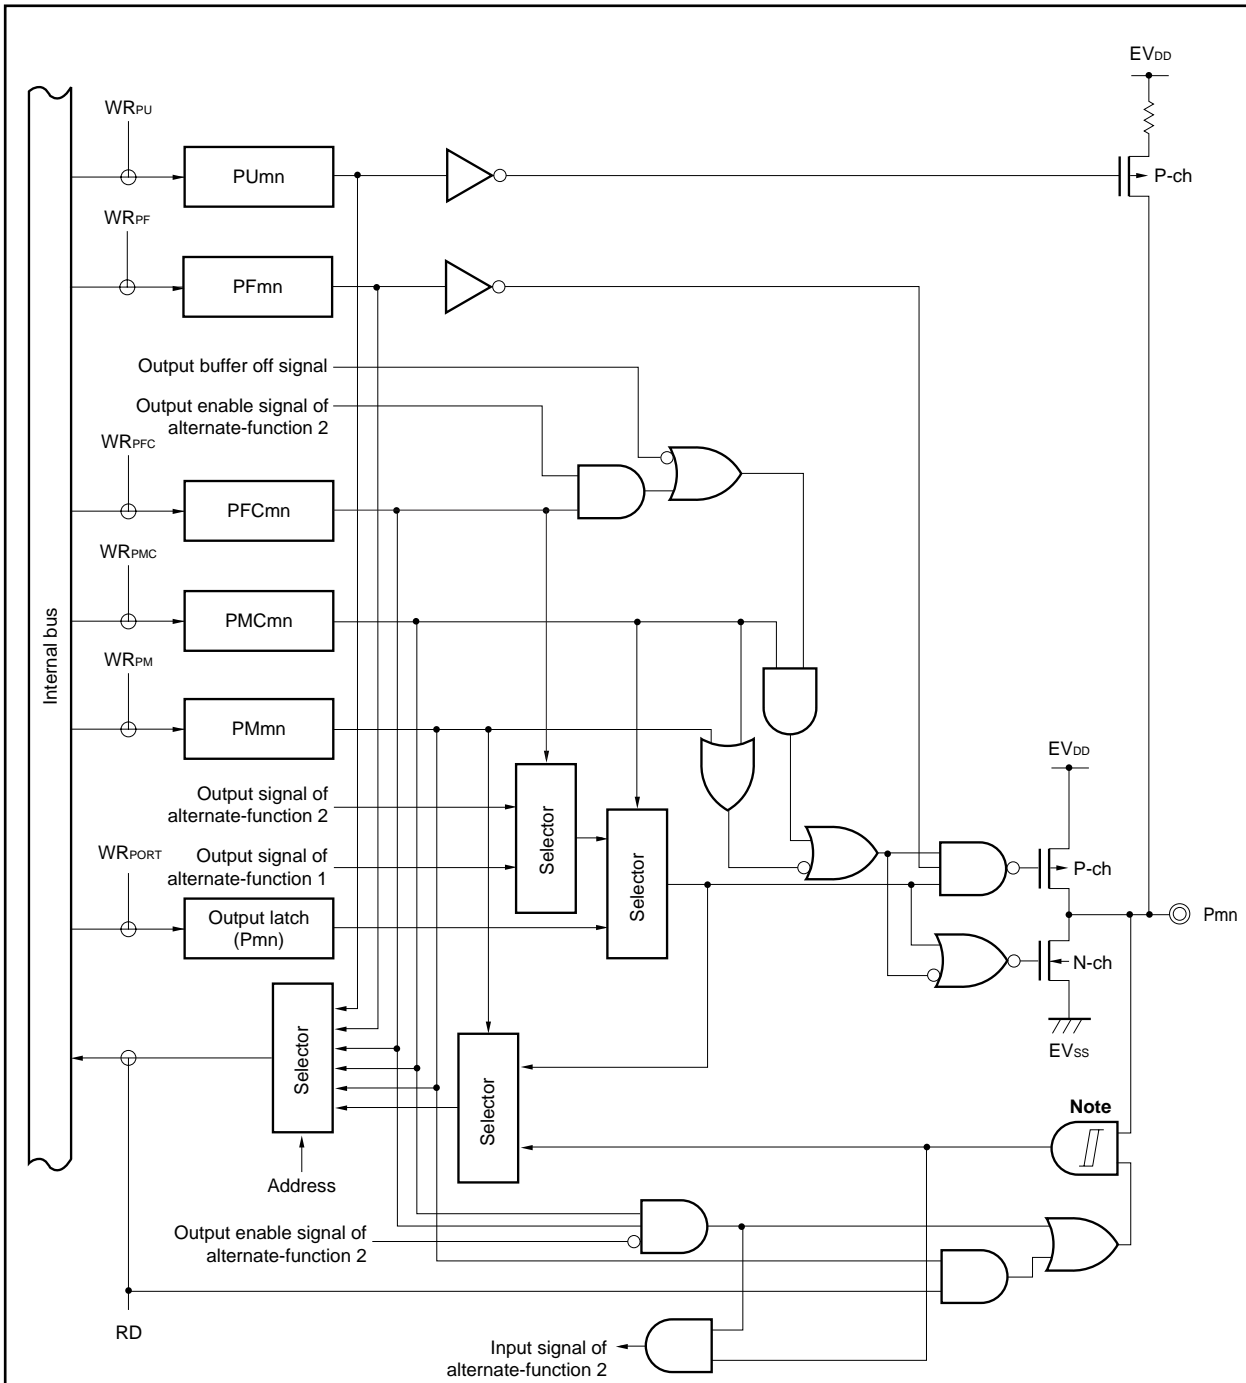 EVDD
WRPU
PUmn
P-ch
WRPF
PFmn
Output buffer off signal
Output enable signal of
alternate-function 2
WRPFC
PFCmn
WRPMC
PMCmn
Internal bus
WRPM
PMmn
EVDD
Output signal of
alternate-function 2
Selector
WRPORT
Output signal of
alternate-function 1
Selector
P-ch
Output latch
(Pmn)
Pmn
N-ch
Selector
EVSS
Selector
Note
Address
Output enable signal of
alternate-function 2
RD
Input signal of
alternate-function 2